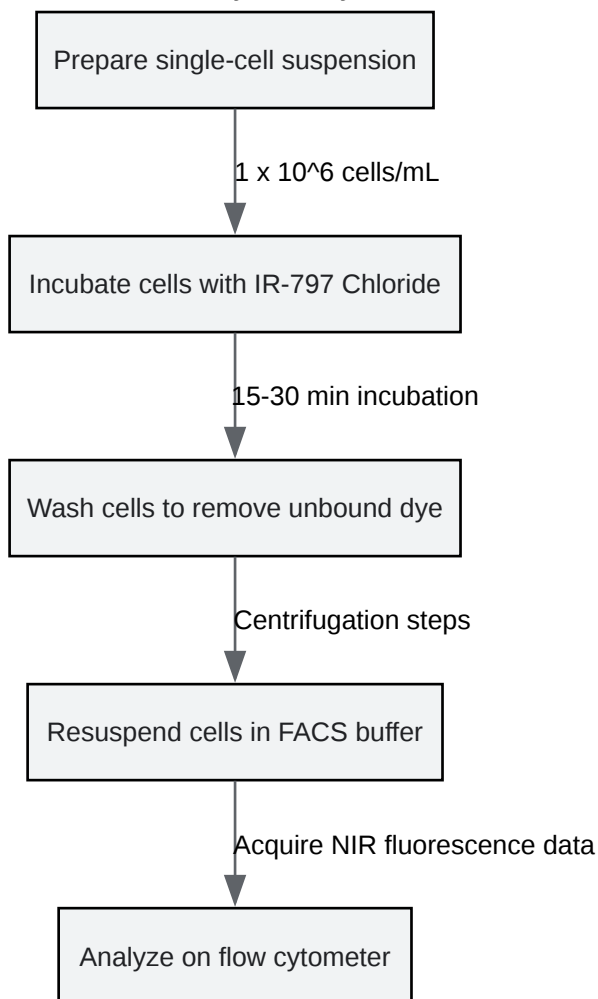 Prepare single-cell suspension
1 x 10^6 cells/mL
Incubate cells with IR-797 Chloride
15-30 min incubation
Wash cells to remove unbound dye
Centrifugation steps
Resuspend cells in FACS buffer
Acquire NIR fluorescence data
Analyze on flow cytometer